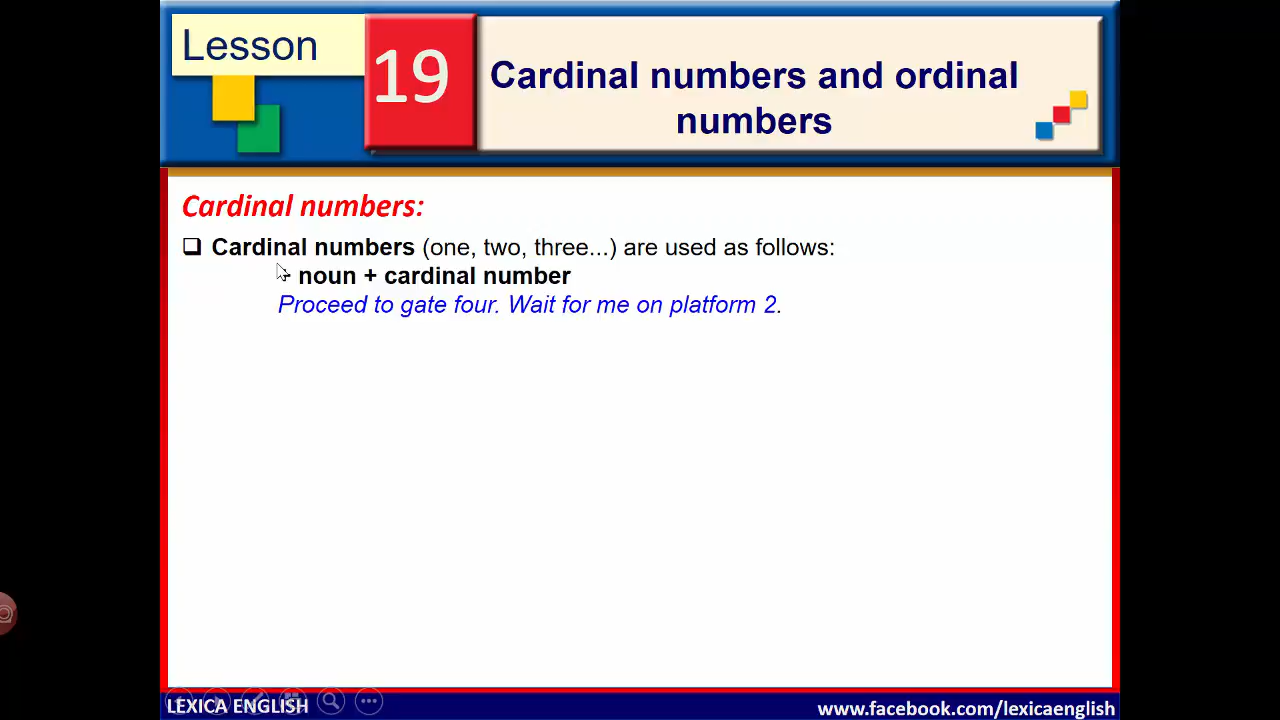 Lesson
19
Cardinal numbers and ordinal
numbers
Cardinal numbers:
❑ Cardinal numbers (one, two, three...) are used as follows:
- noun + cardinal number
Proceed to gate four. Wait for me on platform 2.
LEXICA ENGLISH
www.facebook.com/lexicaenglish